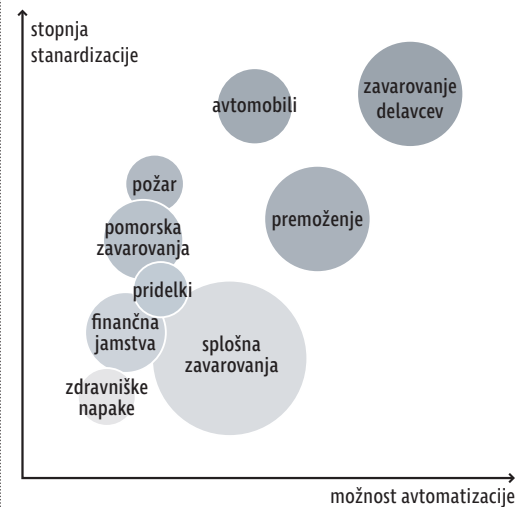 stopnja
stanardizacije
avtomobili
zavarovanje
delavcev
požar
pomorska
zavarovanja
premoženje
pridelki
finančna
jamstva
splošna
zavarovanja
zdravniške
napake
možnost avtomatizacije